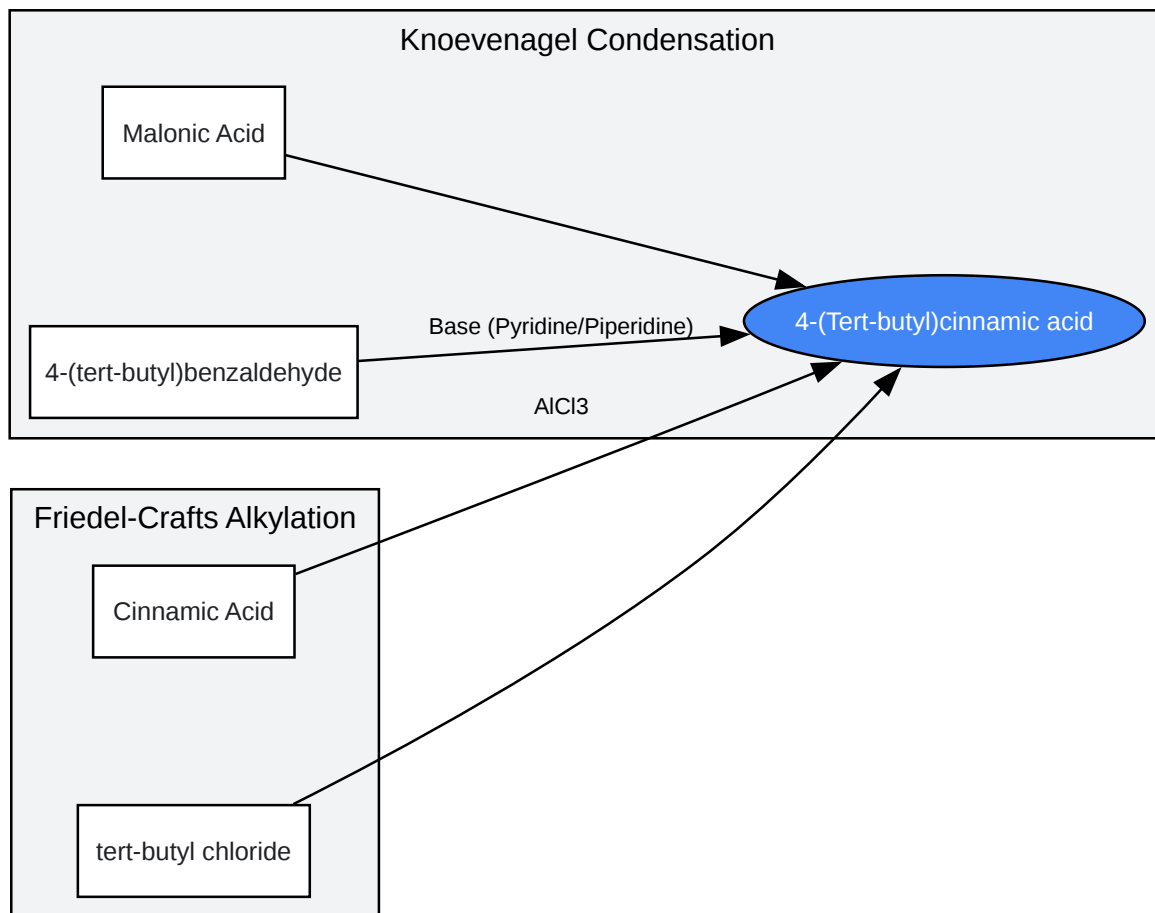 Knoevenagel Condensation
Malonic Acid
4-(Tert-butyl)cinnamic acid
Base (Pyridine/Piperidine)
4-(tert-butyl)benzaldehyde
AlCl3
Friedel-Crafts Alkylation
Cinnamic Acid
tert-butyl chloride